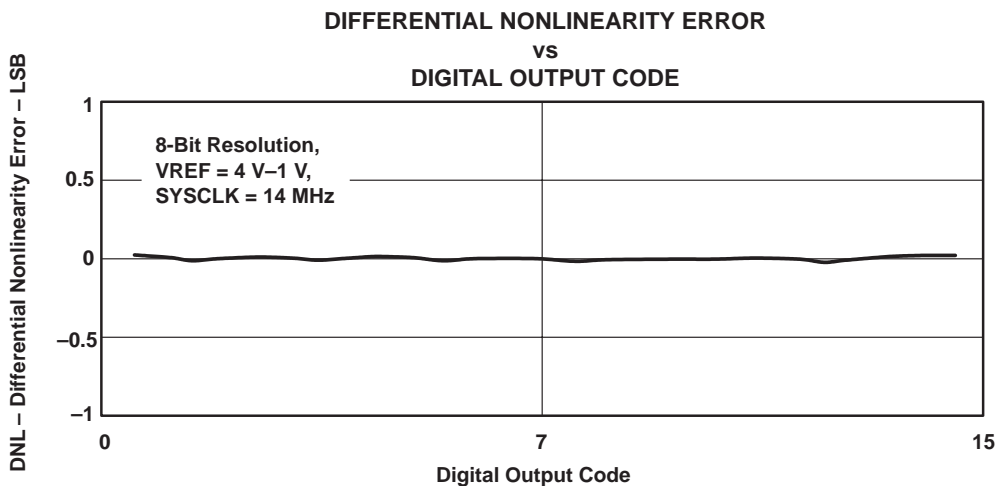 DIFFERENTIAL NONLINEARITY ERROR
vs
DIGITAL OUTPUT CODE
DNL – Differential Nonlinearity Error – LSB
1
0.5
0
–0.5
–1
8-Bit Resolution,
VREF = 4 V–1 V,
SYSCLK = 14 MHz
0
7
15
Digital Output Code